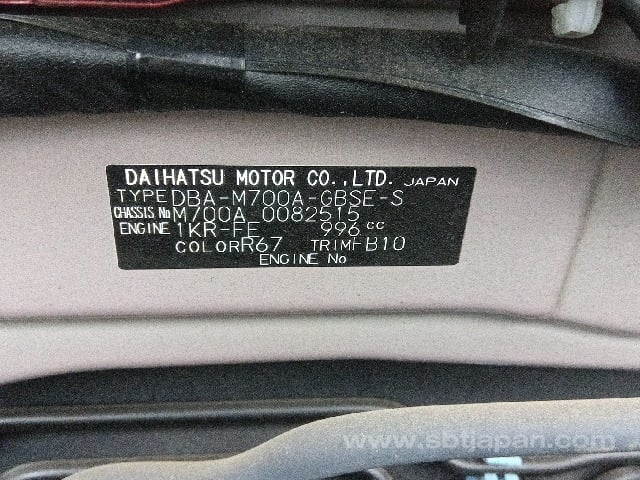 DAIHATSU MOTOR CO.,LTD. JAPAN
TYPE DBA-M700A-GBSE-S
CHASSIS No M700A 0082515
ENGINE 1KR-FE 996 cc
COLOR R67 TRIM FB10
ENGINE No
www.sbtjapan.com